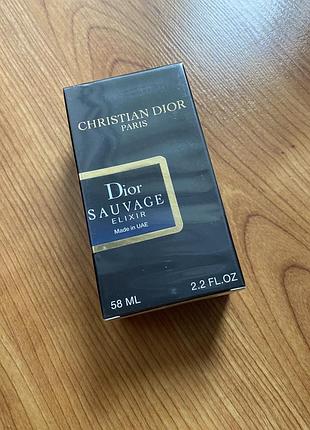 CHRISTIAN DIOR
PARIS
Dior
SAUVAGE
ELIXIR
Made in UAE
58 ML
2.2 FL.OZ